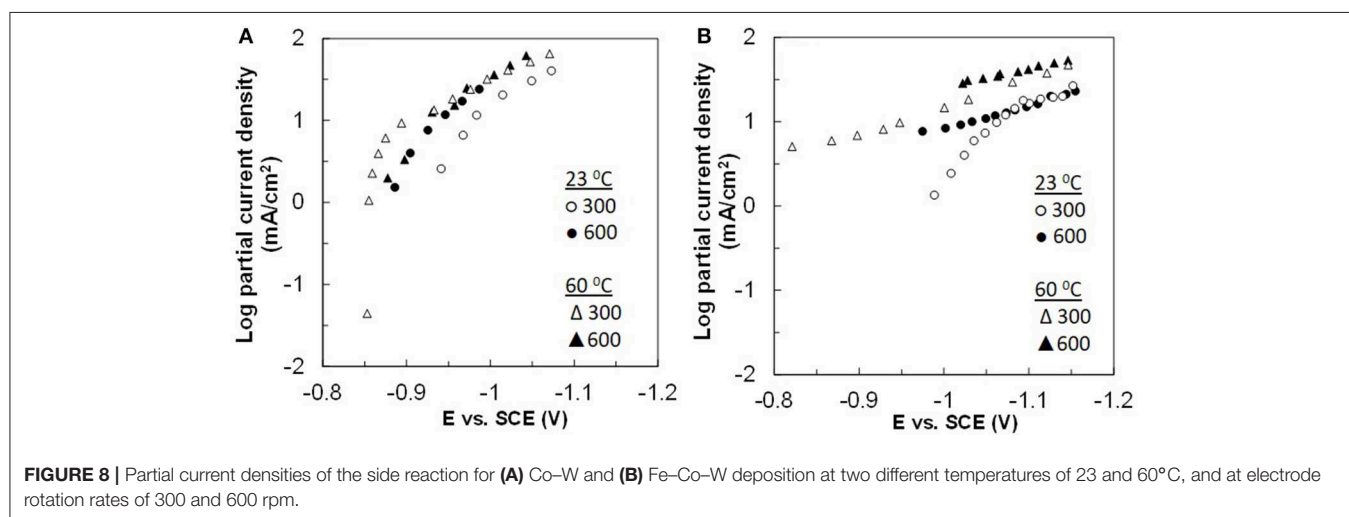 A
Log partial current density
(mA/cm²)
2
1
0
-1
-2
-0.8
-0.9
-1
-1.1
-1.2
E vs. SCE (V)
23 ⁰C
○ 300
● 600
60 ⁰C
△ 300
▲ 600
B
Log partial current density
(mA/cm²)
2
1
0
-1
-2
-0.8
-0.9
-1
-1.1
-1.2
E vs. SCE (V)
23 ⁰C
○ 300
● 600
60 ⁰C
△ 300
▲ 600
FIGURE 8 | Partial current densities of the side reaction for (A) Co–W and (B) Fe–Co–W deposition at two different temperatures of 23 and 60°C, and at electrode
rotation rates of 300 and 600 rpm.